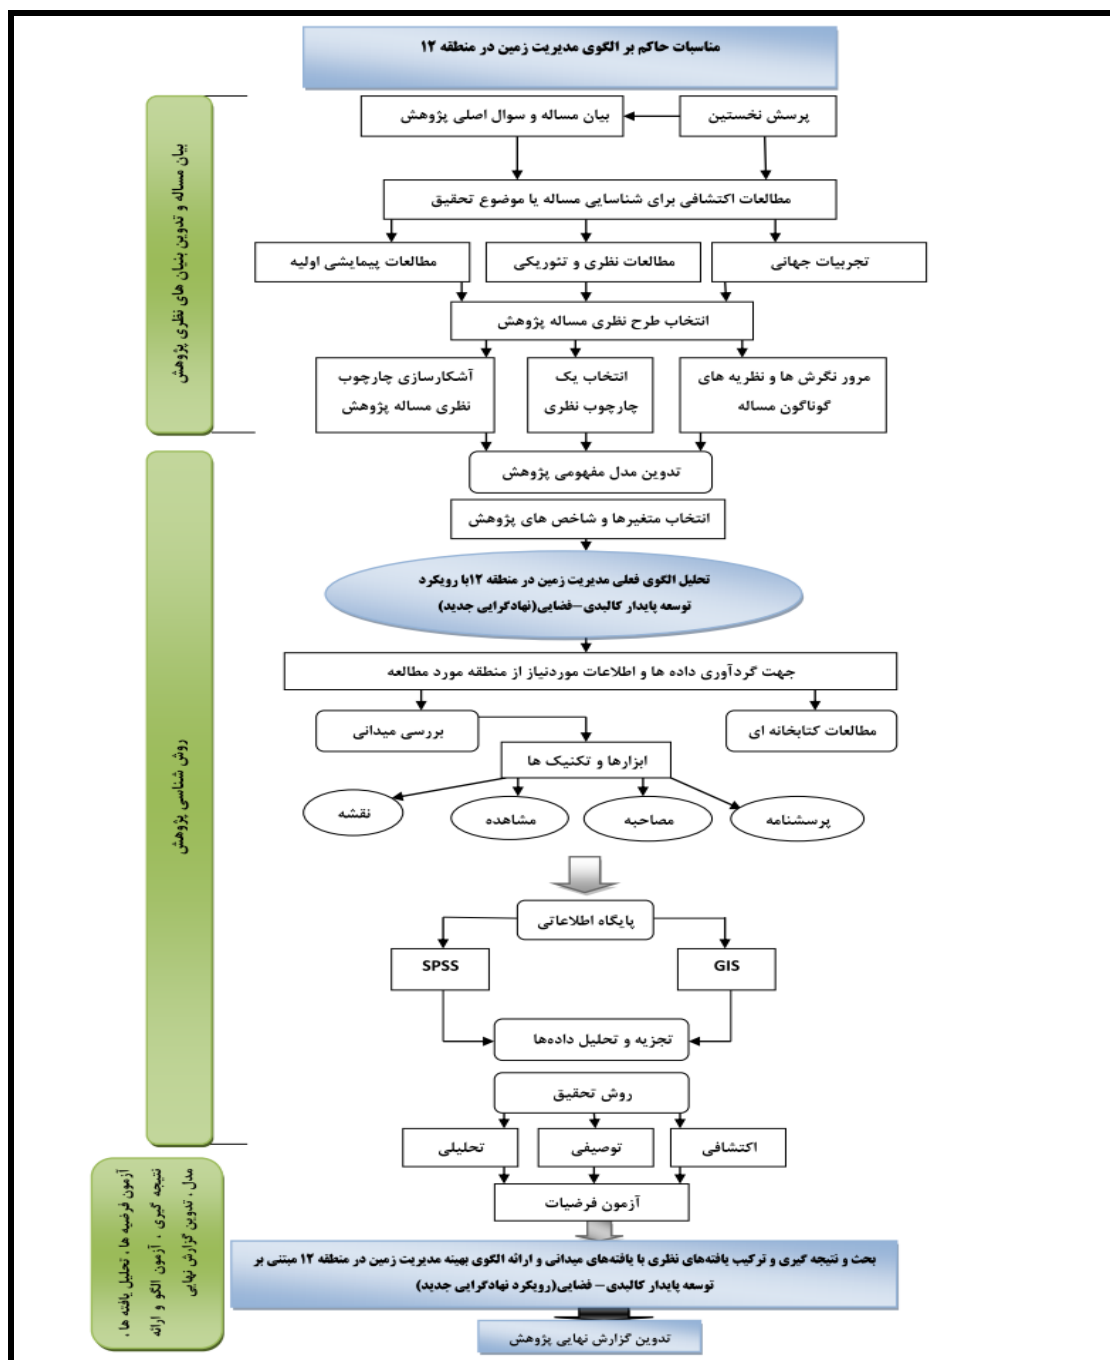 مناسبات حاکم بر الگوی مدیریت زمین در منطقه ۱۲
پرسش نخستین
بیان مساله و سوال اصلی پژوهش
مطالعات اکتشافی برای شناسایی مساله یا موضوع تحقیق
تجربیات جهانی
مطالعات نظری و تئوریکی
مطالعات پیمایشی اولیه
انتخاب طرح نظری مساله پژوهش
مرور نگرش ها و نظریه های
گوناگون مساله
انتخاب یک
چارچوب نظری
آشکارسازی چارچوب
نظری مساله پژوهش
تدوین مدل مفهومی پژوهش
بیان مساله و تدوین بنیان های نظری پژوهش
انتخاب متغیرها و شاخص های پژوهش
تحلیل الگوی فعلی مدیریت زمین در منطقه ۱۲با رویکرد
توسعه پایدار کالبدی-فضایی(نهادگرایی جدید)
جهت گردآوری داده ها و اطلاعات موردنیاز از منطقه مورد مطالعه
مطالعات کتابخانه ای
بررسی میدانی
ابزارها و تکنیک ها
پرسشنامه
مصاحبه
مشاهده
نقشه
پایگاه اطلاعاتی
GIS
SPSS
تجزیه و تحلیل داده‌ها
روش تحقیق
اکتشافی
توصیفی
تحلیلی
روش شناسی پژوهش
آزمون فرضیات
بحث و نتیجه گیری و ترکیب یافته‌های نظری با یافته‌های میدانی و ارائه الگوی بهینه مدیریت زمین در منطقه ۱۲ مبتنی بر
توسعه پایدار کالبدی- فضایی(رویکرد نهادگرایی جدید)
تدوین گزارش نهایی پژوهش
آزمون فرضیه ها ، تحلیل یافته ها ،
نتیجه گیری ، آزمون الگو و ارائه
مدل ، تدوین گزارش نهایی